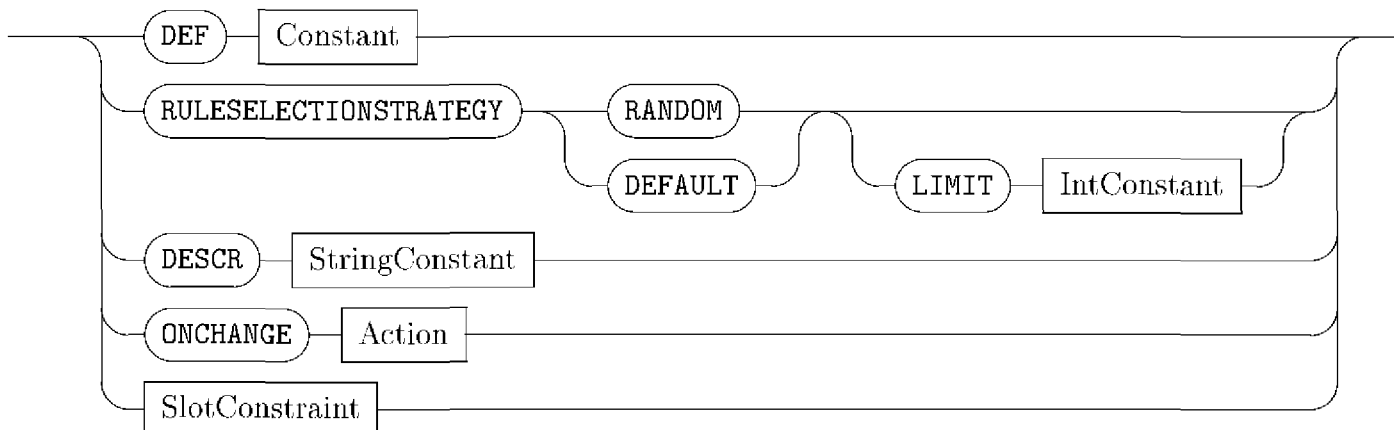 DEF Constant
RULESELECTIONSTRATEGY RANDOM
DEFAULT LIMIT IntConstant
DESCR StringConstant
ONCHANGE Action
SlotConstraint